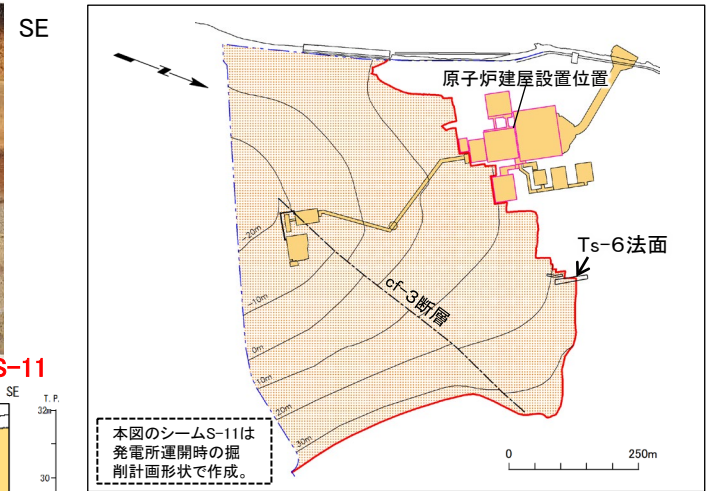 SE
原子炉建屋設置位置
Ts-6法面
cf-3断層
-20m
-10m
0m
10m
20m
30m
S-11
SE
T. P.
32m
30
本図のシームS-11は
発電所運開時の掘
削計画形状で作成。
0
250m